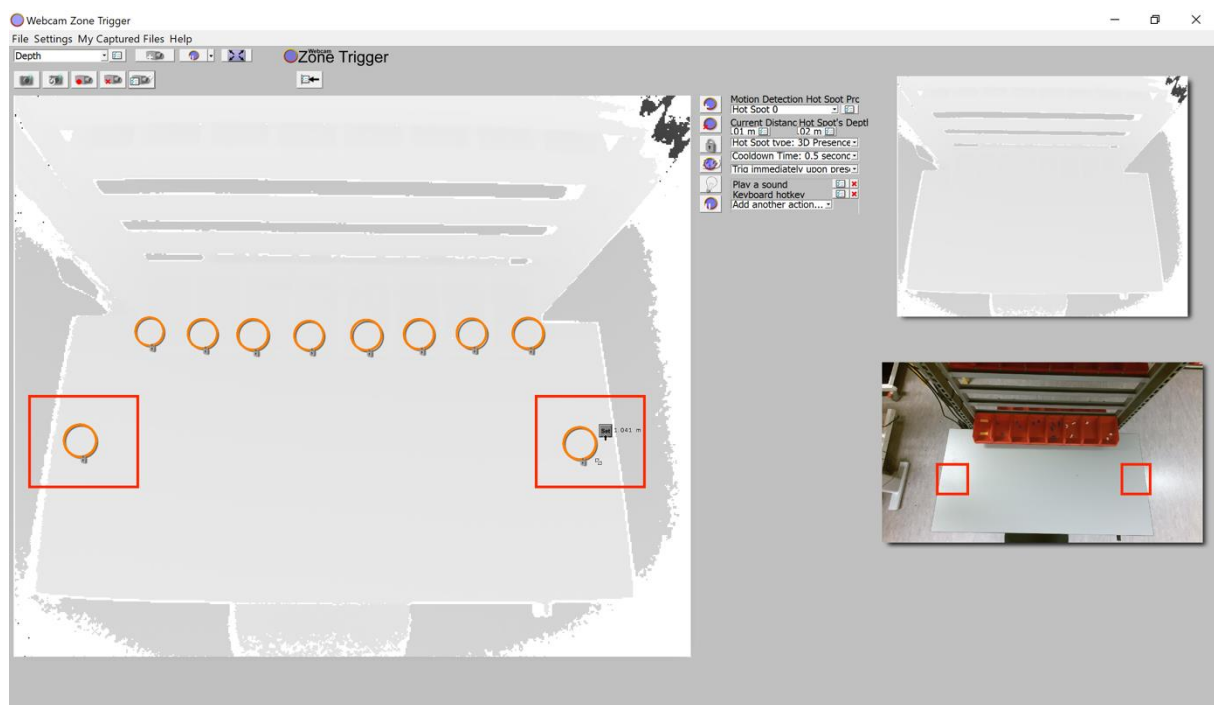 Webcam Zone Trigger
File Settings My Captured Files Help
Depth
Webcam
Zone Trigger
Motion Detection Hot Spot Prc
Hot Spot 0
Current Distanc Hot Spot's Deptl
.01 m .02 m
Hot Spot type: 3D Presence
Cooldown Time: 0.5 second
Trig immediately upon pres
Play a sound
Keyboard hotkey
Add another action...
Set 1.041 m